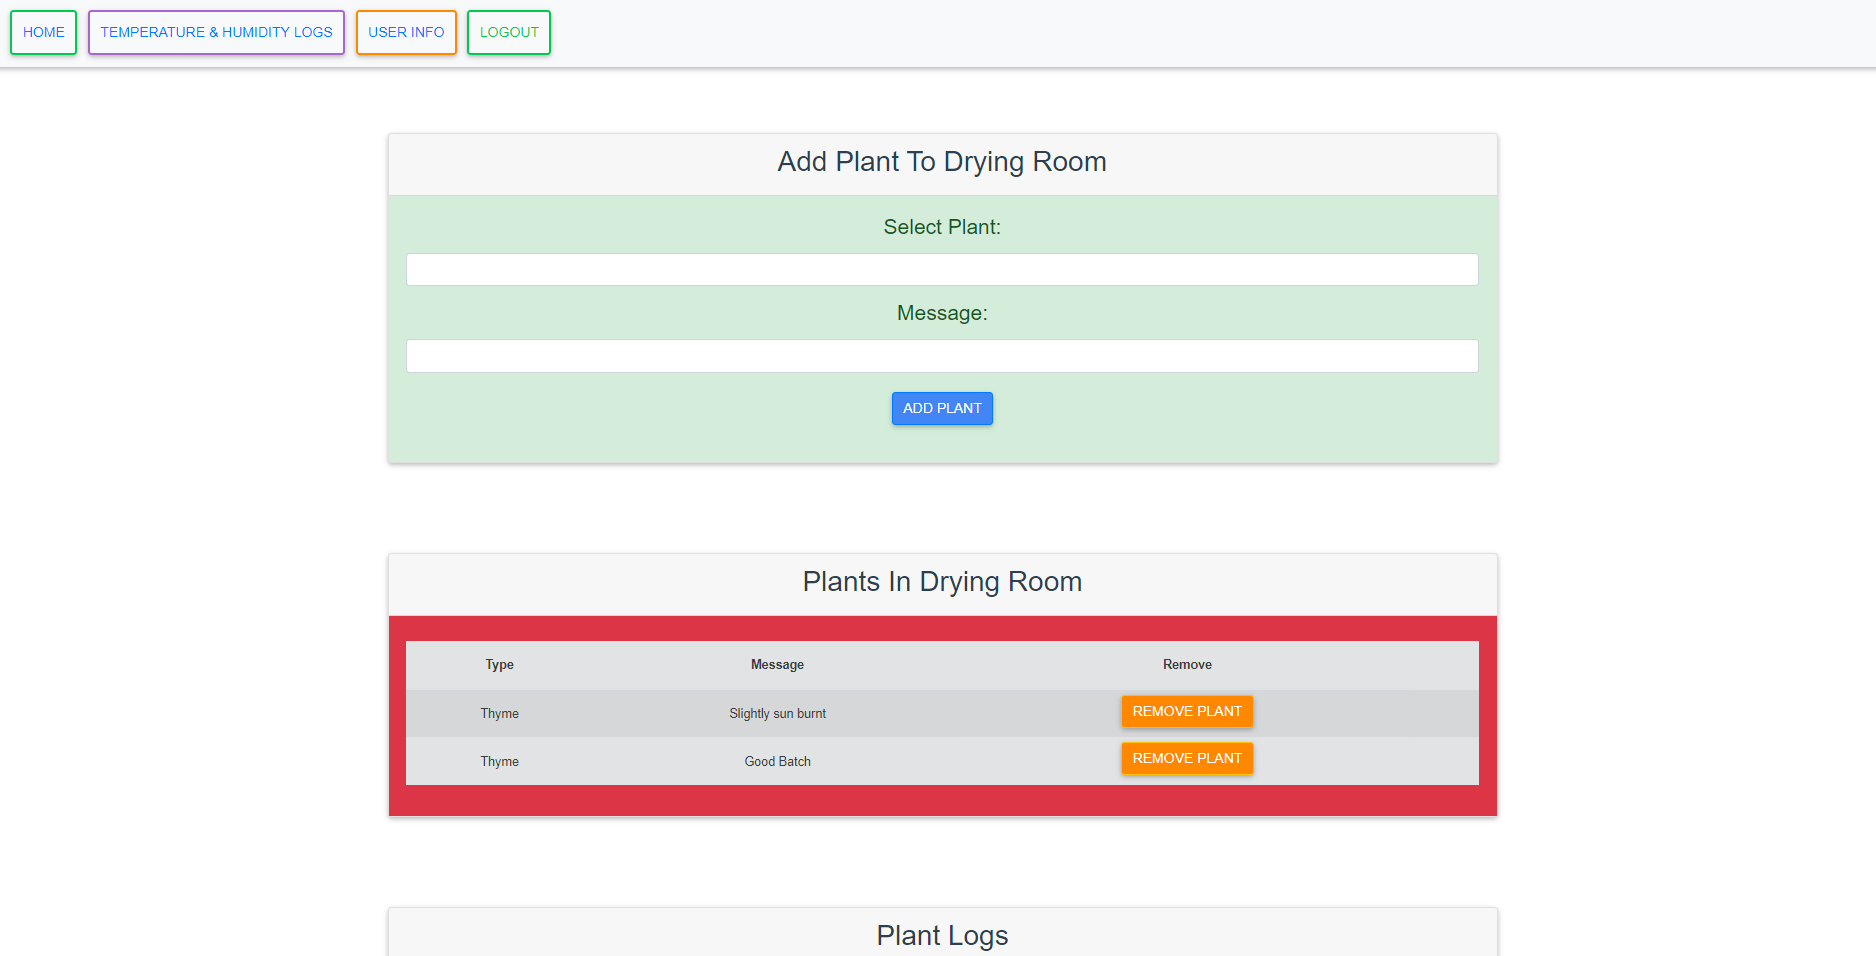 HOME TEMPERATURE & HUMIDITY LOGS USER INFO LOGOUT
Add Plant To Drying Room
Select Plant:
Message:
ADD PLANT
Plants In Drying Room
Type Message Remove
Thyme Slightly sun burnt REMOVE PLANT
Thyme Good Batch REMOVE PLANT
Plant Logs